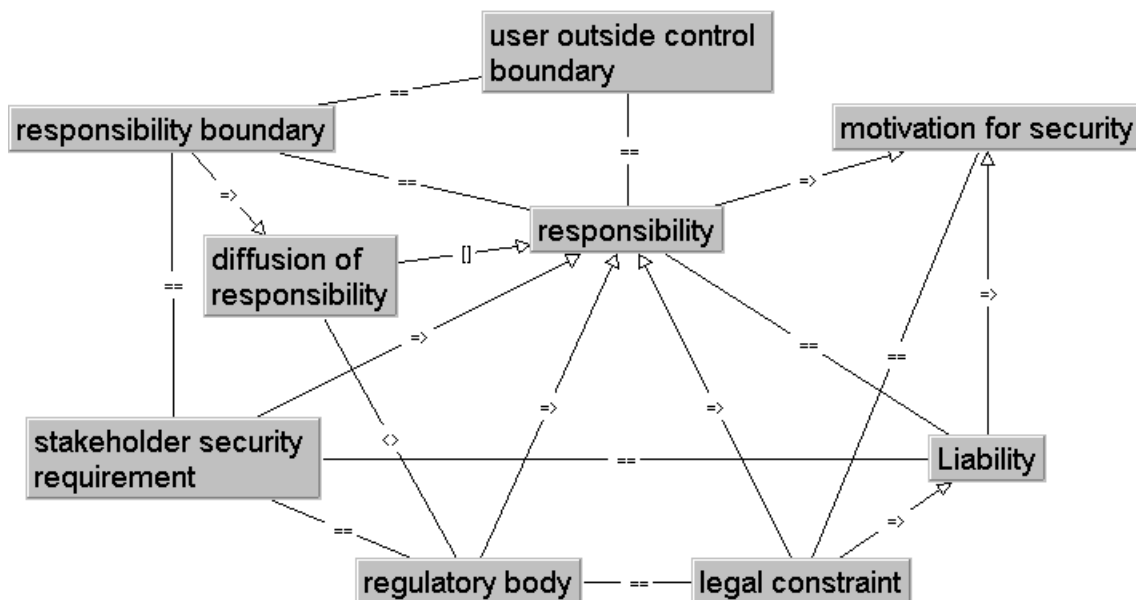 user outside control
boundary
==
responsibility boundary
motivation for security
==
==
=>
=>
responsibility
diffusion of
responsibility
[]
==
=>
=>
==
==
<>
=>
=>
stakeholder security
requirement
==
Liability
==
=>
regulatory body
==
legal constraint